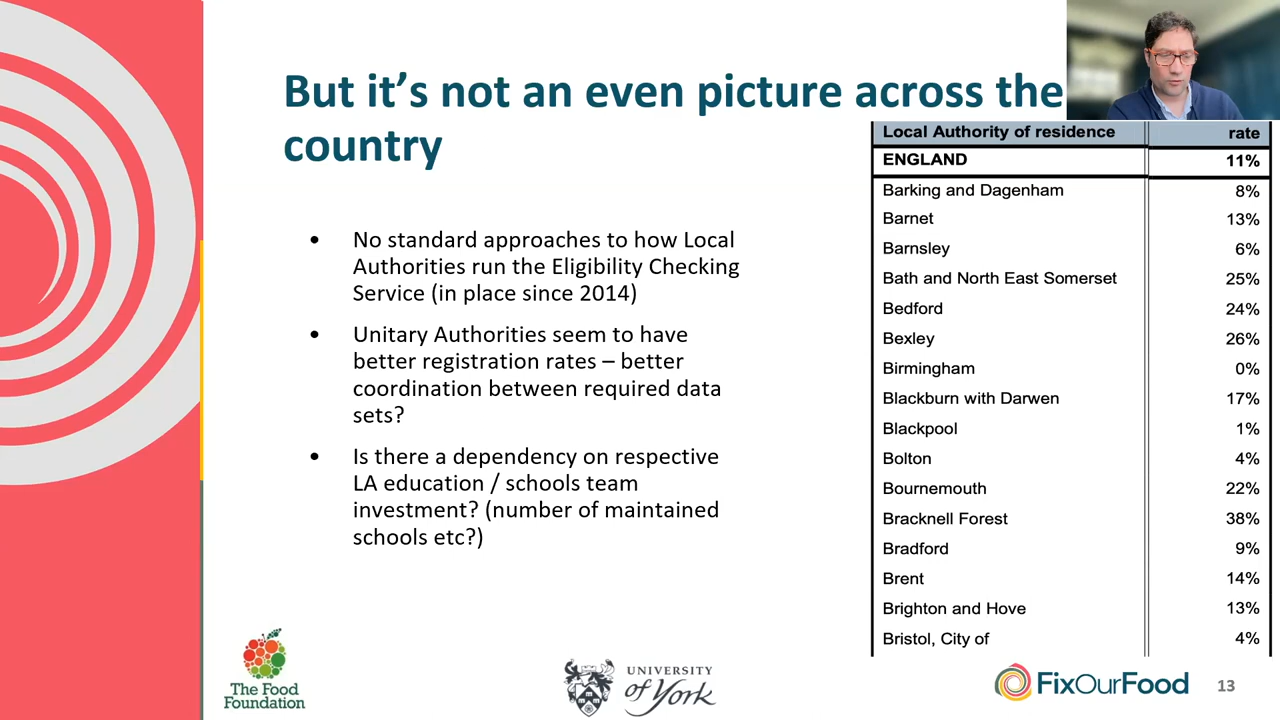 But it's not an even picture across the
country
• No standard approaches to how Local
Authorities run the Eligibility Checking
Service (in place since 2014)
• Unitary Authorities seem to have
better registration rates – better
coordination between required data
sets?
• Is there a dependency on respective
LA education / schools team
investment? (number of maintained
schools etc?)
Local Authority of residence rate
ENGLAND 11%
Barking and Dagenham 8%
Barnet 13%
Barnsley 6%
Bath and North East Somerset 25%
Bedford 24%
Bexley 26%
Birmingham 0%
Blackburn with Darwen 17%
Blackpool 1%
Bolton 4%
Bournemouth 22%
Bracknell Forest 38%
Bradford 9%
Brent 14%
Brighton and Hove 13%
Bristol, City of 4%
The Food
Foundation
UNIVERSITY
of York
FixOurFood
13